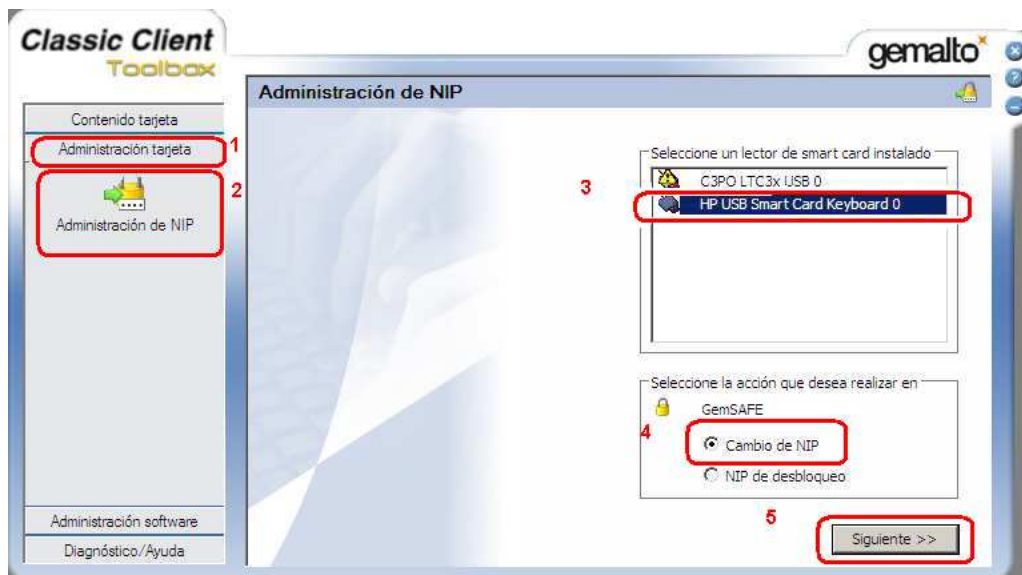 Classic Client
Toolbox
gemalto
Administración de NIP
Contenido tarjeta
Administración tarjeta
1
2
Administración de NIP
Seleccione un lector de smart card instalado
3
C3PO LTC3x USB 0
HP USB Smart Card Keyboard 0
Seleccione la acción que desea realizar en
GemSAFE
4
Cambio de NIP
NIP de desbloqueo
5
Siguiente >>
Administración software
Diagnóstico/Ayuda